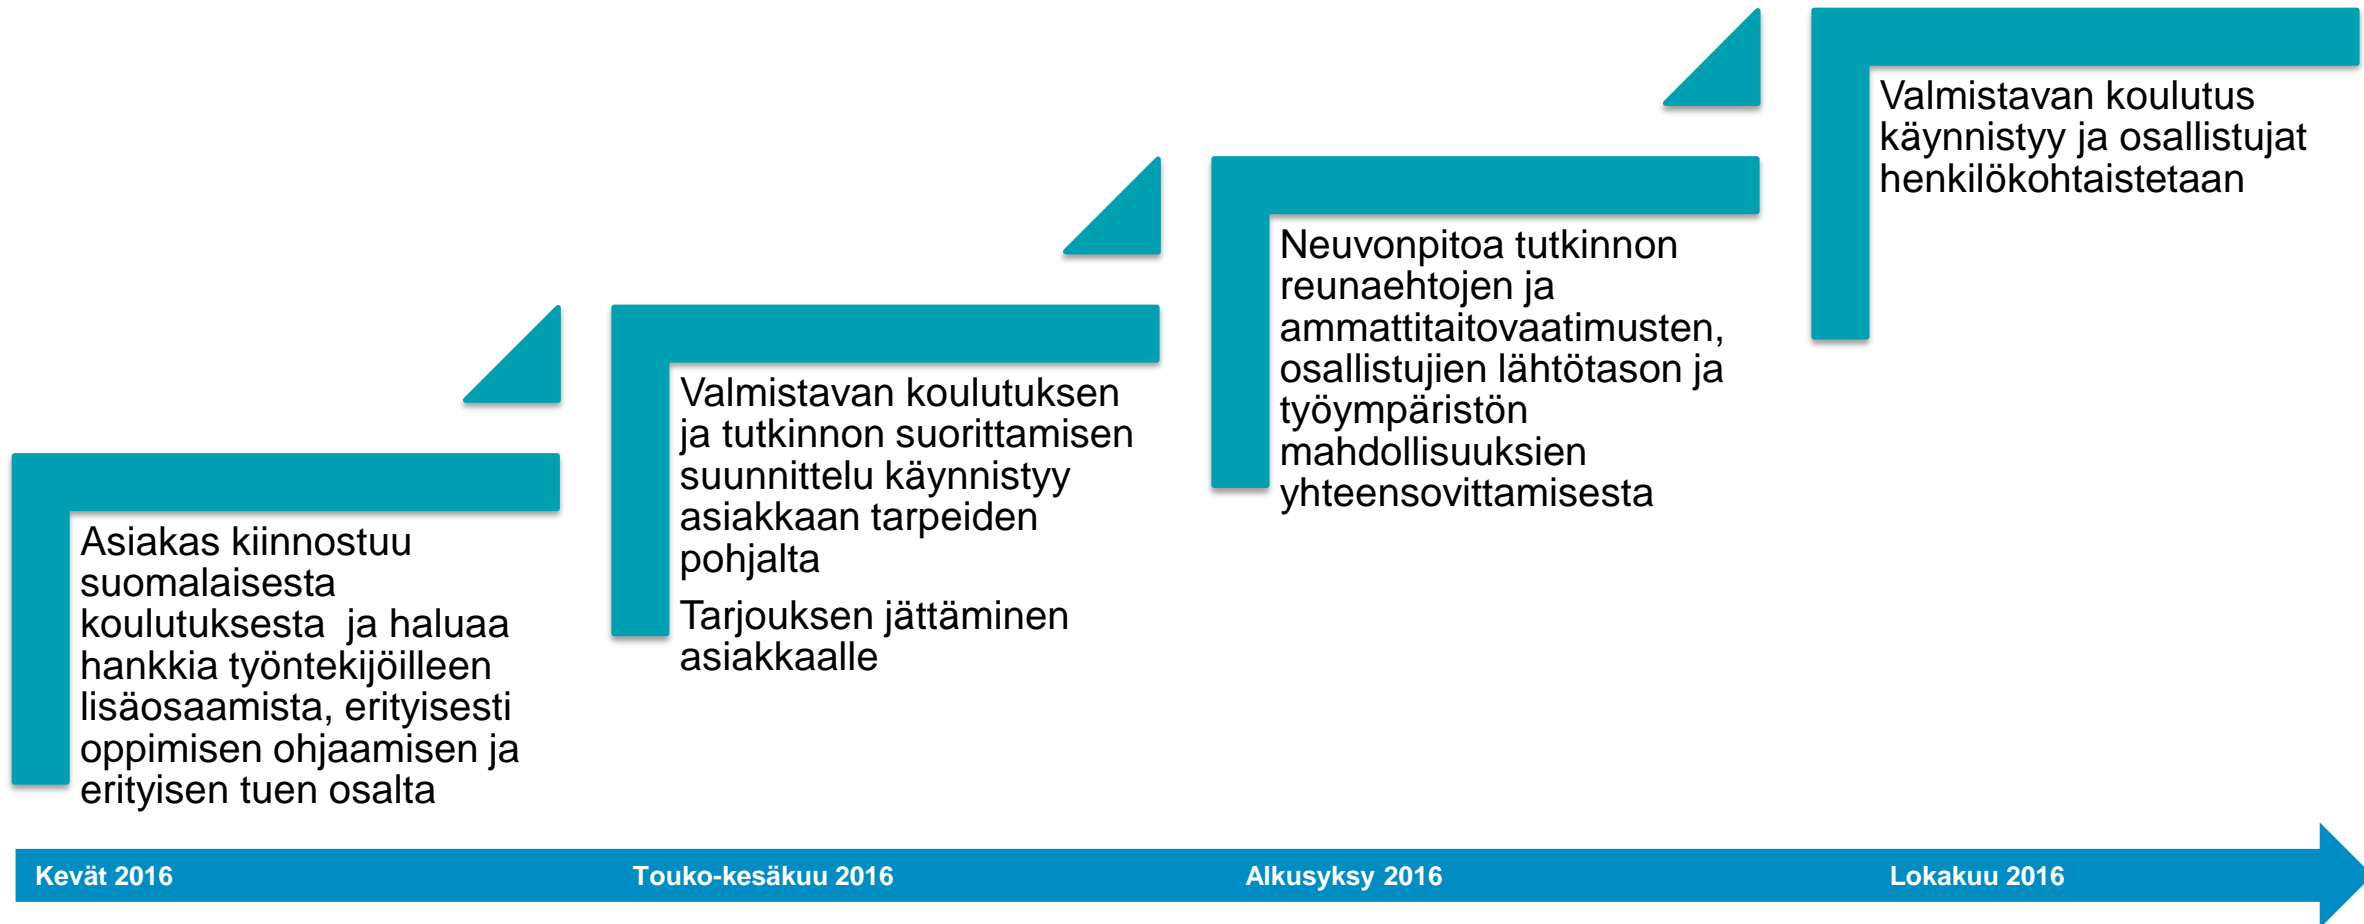 Asiakas kiinnostuu
suomalaisesta
koulutuksesta  ja haluaa
hankkia työntekijöilleen
lisäosaamista, erityisesti
oppimisen ohjaamisen ja
erityisen tuen osalta
Valmistavan koulutuksen
ja tutkinnon suorittamisen
suunnittelu käynnistyy
asiakkaan tarpeiden
pohjalta
Tarjouksen jättäminen
asiakkaalle
Neuvonpitoa tutkinnon
reunaehtojen ja
ammattitaitovaatimusten,
osallistujien lähtötason ja
työympäristön
mahdollisuuksien
yhteensovittamisesta
Valmistavan koulutus
käynnistyy ja osallistujat
henkilökohtaistetaan
Kevät 2016
Touko-kesäkuu 2016
Alkusyksy 2016
Lokakuu 2016